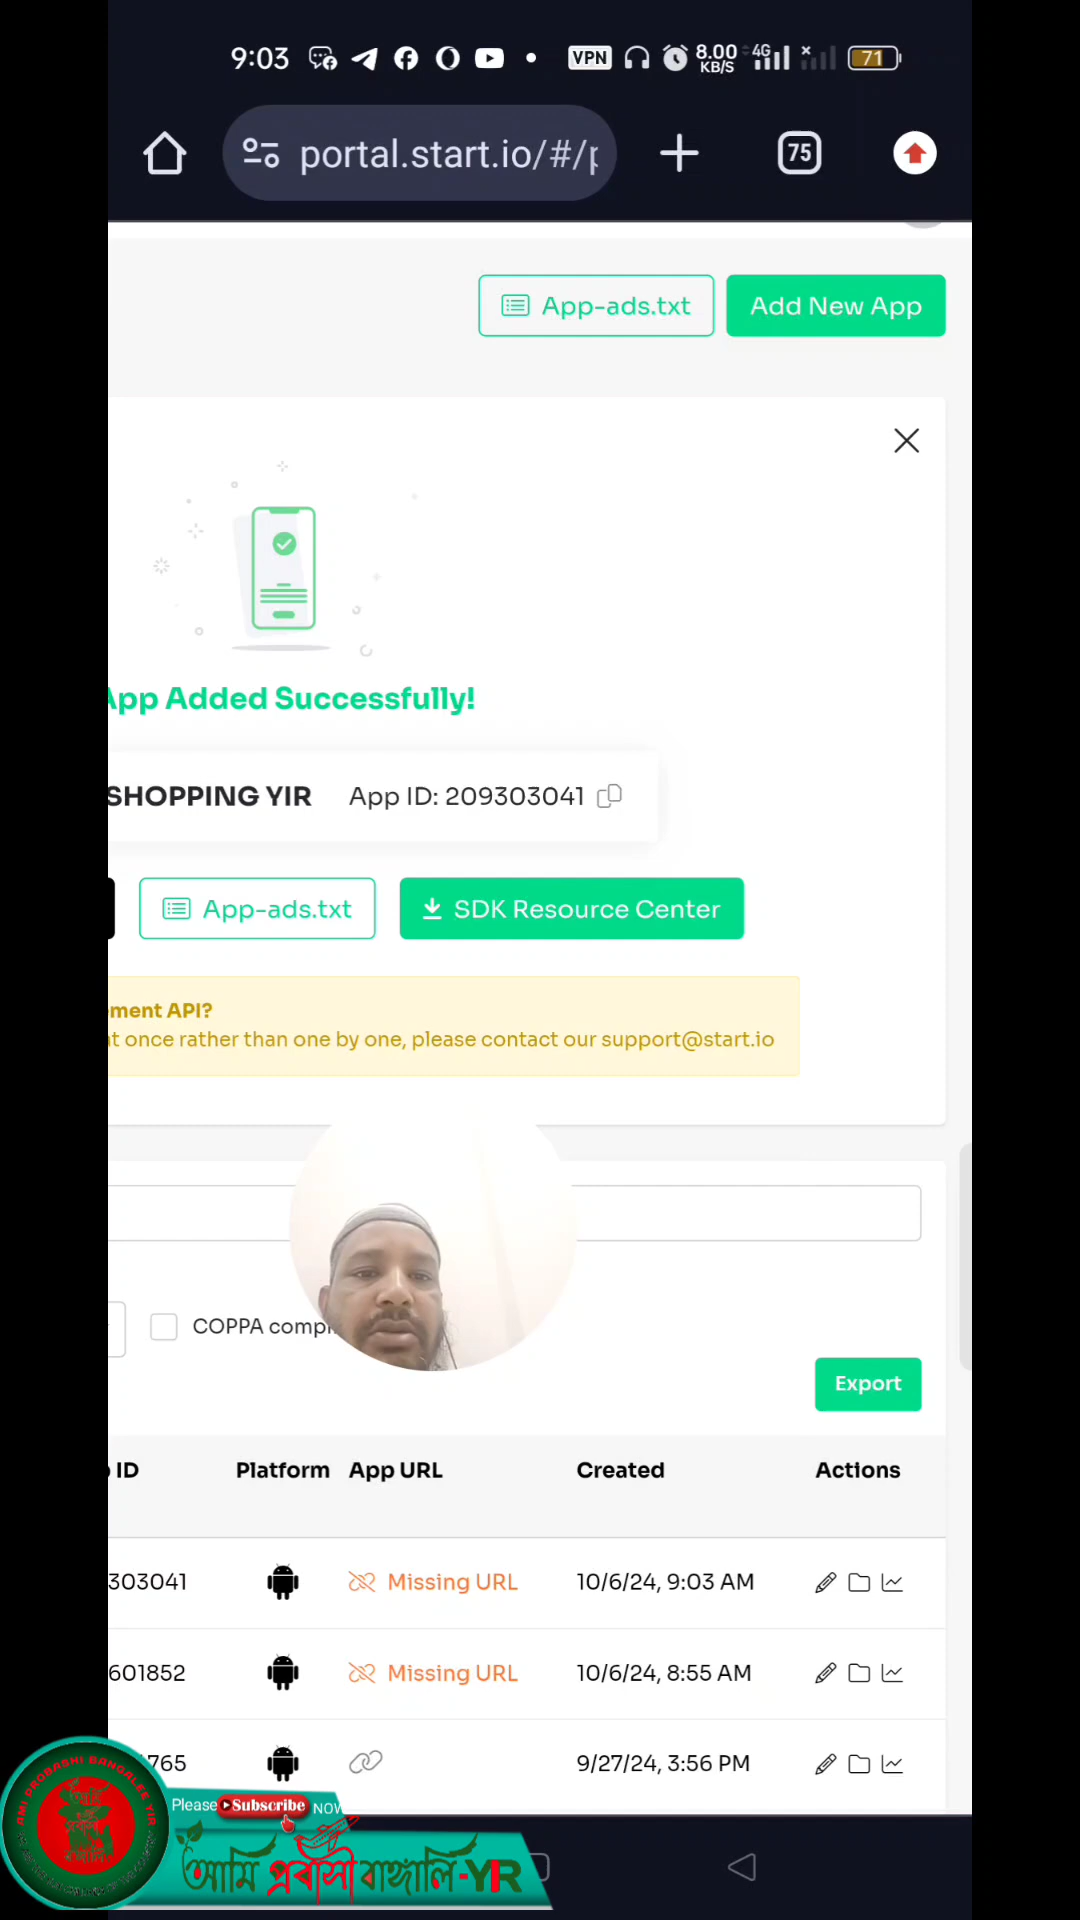 9:03 VPN 8.00 KB/S 4G 71
portal.start.io/#/p
75
App-ads.txt Add New App
App Added Successfully!
SHOPPING YIR App ID: 209303041
App-ads.txt SDK Resource Center
ment API?
t once rather than one by one, please contact our support@start.io
COPPA compl
Export
ID Platform App URL Created Actions
303041 Missing URL 10/6/24, 9:03 AM
601852 Missing URL 10/6/24, 8:55 AM
765 9/27/24, 3:56 PM
AMI PROBASHI BANGALEE YIR
Please Subscribe NOW
আমি প্রবাসী বাঙ্গালি-YR